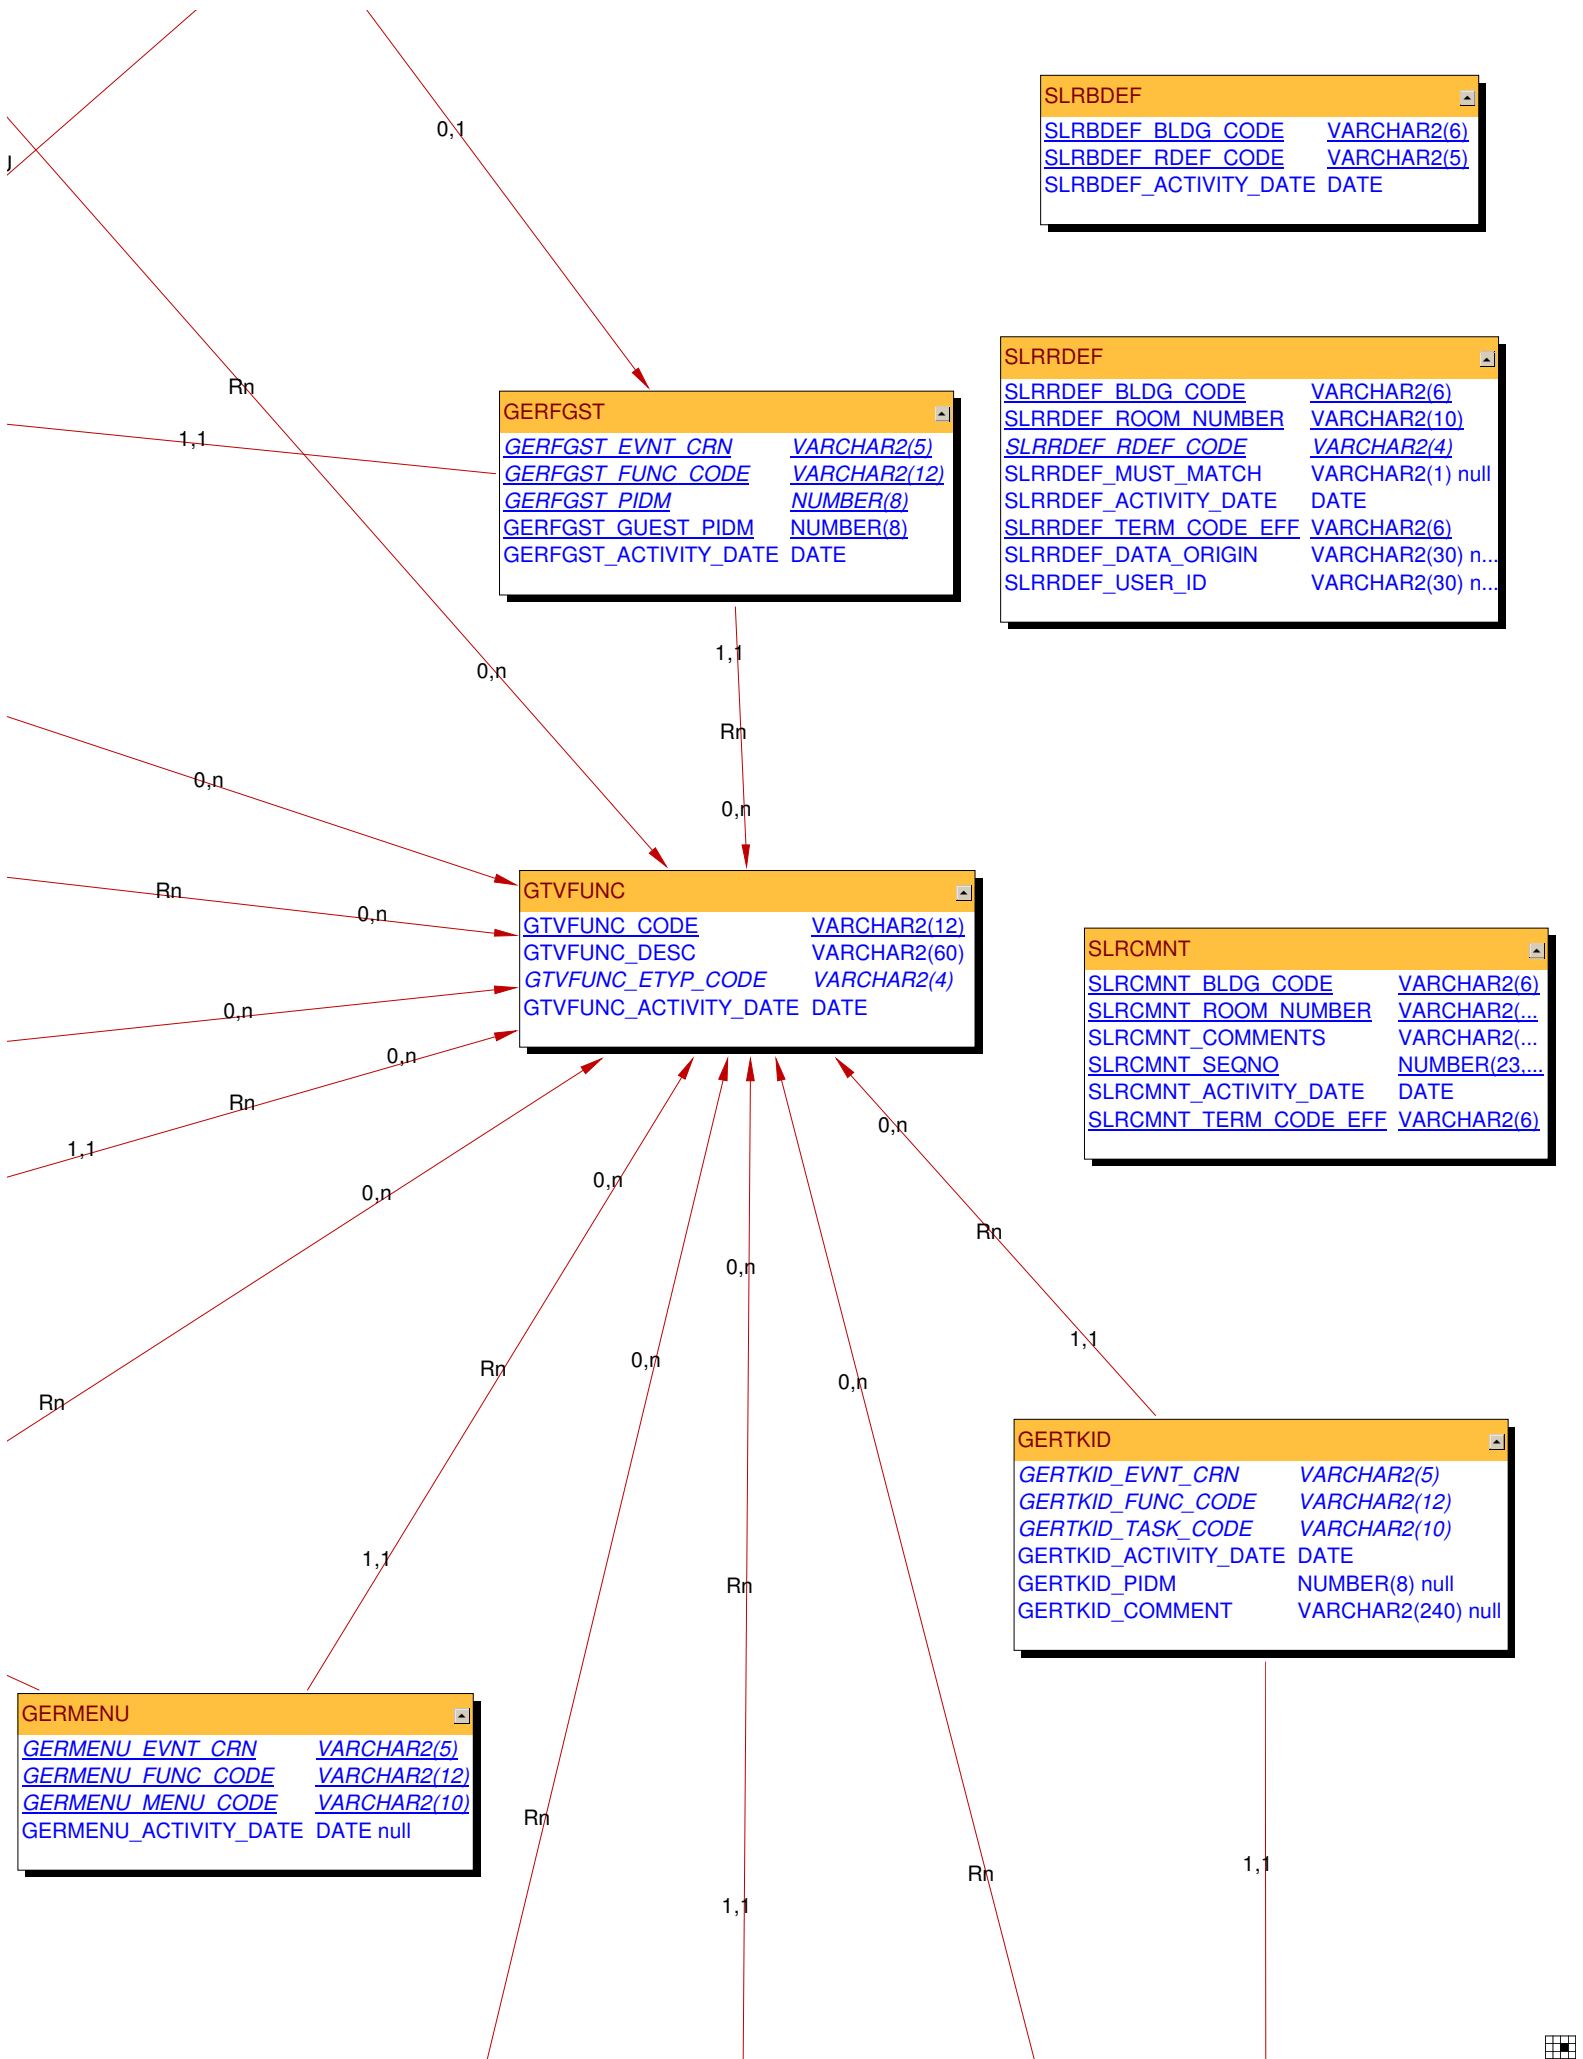 0,1
SLRBDEF
SLRBDEF_BLDG_CODE VARCHAR2(6)
SLRBDEF_RDEF_CODE VARCHAR2(5)
SLRBDEF_ACTIVITY_DATE DATE
Rn
1,1
GERFGST
GERFGST_EVNT_CRN VARCHAR2(5)
GERFGST_FUNC_CODE VARCHAR2(12)
GERFGST_PIDM NUMBER(8)
GERFGST_GUEST_PIDM NUMBER(8)
GERFGST_ACTIVITY_DATE DATE
SLRRDEF
SLRRDEF_BLDG_CODE VARCHAR2(6)
SLRRDEF_ROOM_NUMBER VARCHAR2(10)
SLRRDEF_RDEF_CODE VARCHAR2(4)
SLRRDEF_MUST_MATCH VARCHAR2(1) null
SLRRDEF_ACTIVITY_DATE DATE
SLRRDEF_TERM_CODE_EFF VARCHAR2(6)
SLRRDEF_DATA_ORIGIN VARCHAR2(30) n...
SLRRDEF_USER_ID VARCHAR2(30) n...
1,1
0,n
Rn
0,n
0,n
Rn
0,n
0,n
0,n
Rn
1,1
GTVFUNC
GTVFUNC_CODE VARCHAR2(12)
GTVFUNC_DESC VARCHAR2(60)
GTVFUNC_ETYP_CODE VARCHAR2(4)
GTVFUNC_ACTIVITY_DATE DATE
SLRCMNT
SLRCMNT_BLDG_CODE VARCHAR2(6)
SLRCMNT_ROOM_NUMBER VARCHAR2(...
SLRCMNT_COMMENTS VARCHAR2(...
SLRCMNT_SEQNO NUMBER(23,...
SLRCMNT_ACTIVITY_DATE DATE
SLRCMNT_TERM_CODE_EFF VARCHAR2(6)
0,n
0,n
0,n
Rn
0,n
1,1
0,n
Rn
0,n
Rn
GERTKID
GERTKID_EVNT_CRN VARCHAR2(5)
GERTKID_FUNC_CODE VARCHAR2(12)
GERTKID_TASK_CODE VARCHAR2(10)
GERTKID_ACTIVITY_DATE DATE
GERTKID_PIDM NUMBER(8) null
GERTKID_COMMENT VARCHAR2(240) null
1,1
Rn
GERMENU
GERMENU_EVNT_CRN VARCHAR2(5)
GERMENU_FUNC_CODE VARCHAR2(12)
GERMENU_MENU_CODE VARCHAR2(10)
GERMENU_ACTIVITY_DATE DATE null
Rn
1,1
Rn
1,1